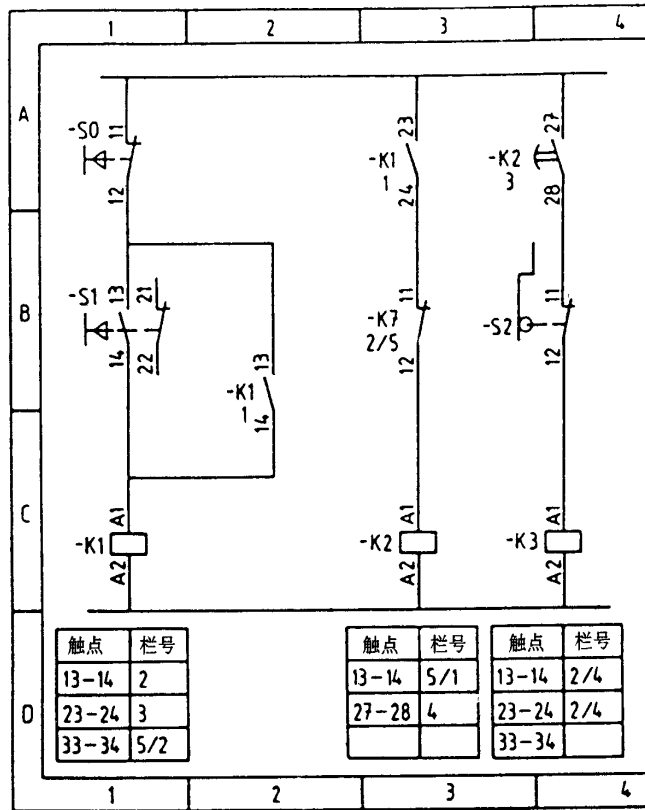 1 2 3 4
A
B
C
D
-S0 11 12
-S1 13 14 21 22
-K1 1 13 14
-K1 1 23 24
-K7 2/5 11 12
-K2 3 27 28
-S2 11 12
-K1 A1 A2
-K2 A1 A2
-K3 A1 A2
触点 栏号
13-14 2
23-24 3
33-34 5/2
触点 栏号
13-14 5/1
27-28 4
触点 栏号
13-14 2/4
23-24 2/4
33-34
1 2 3 4